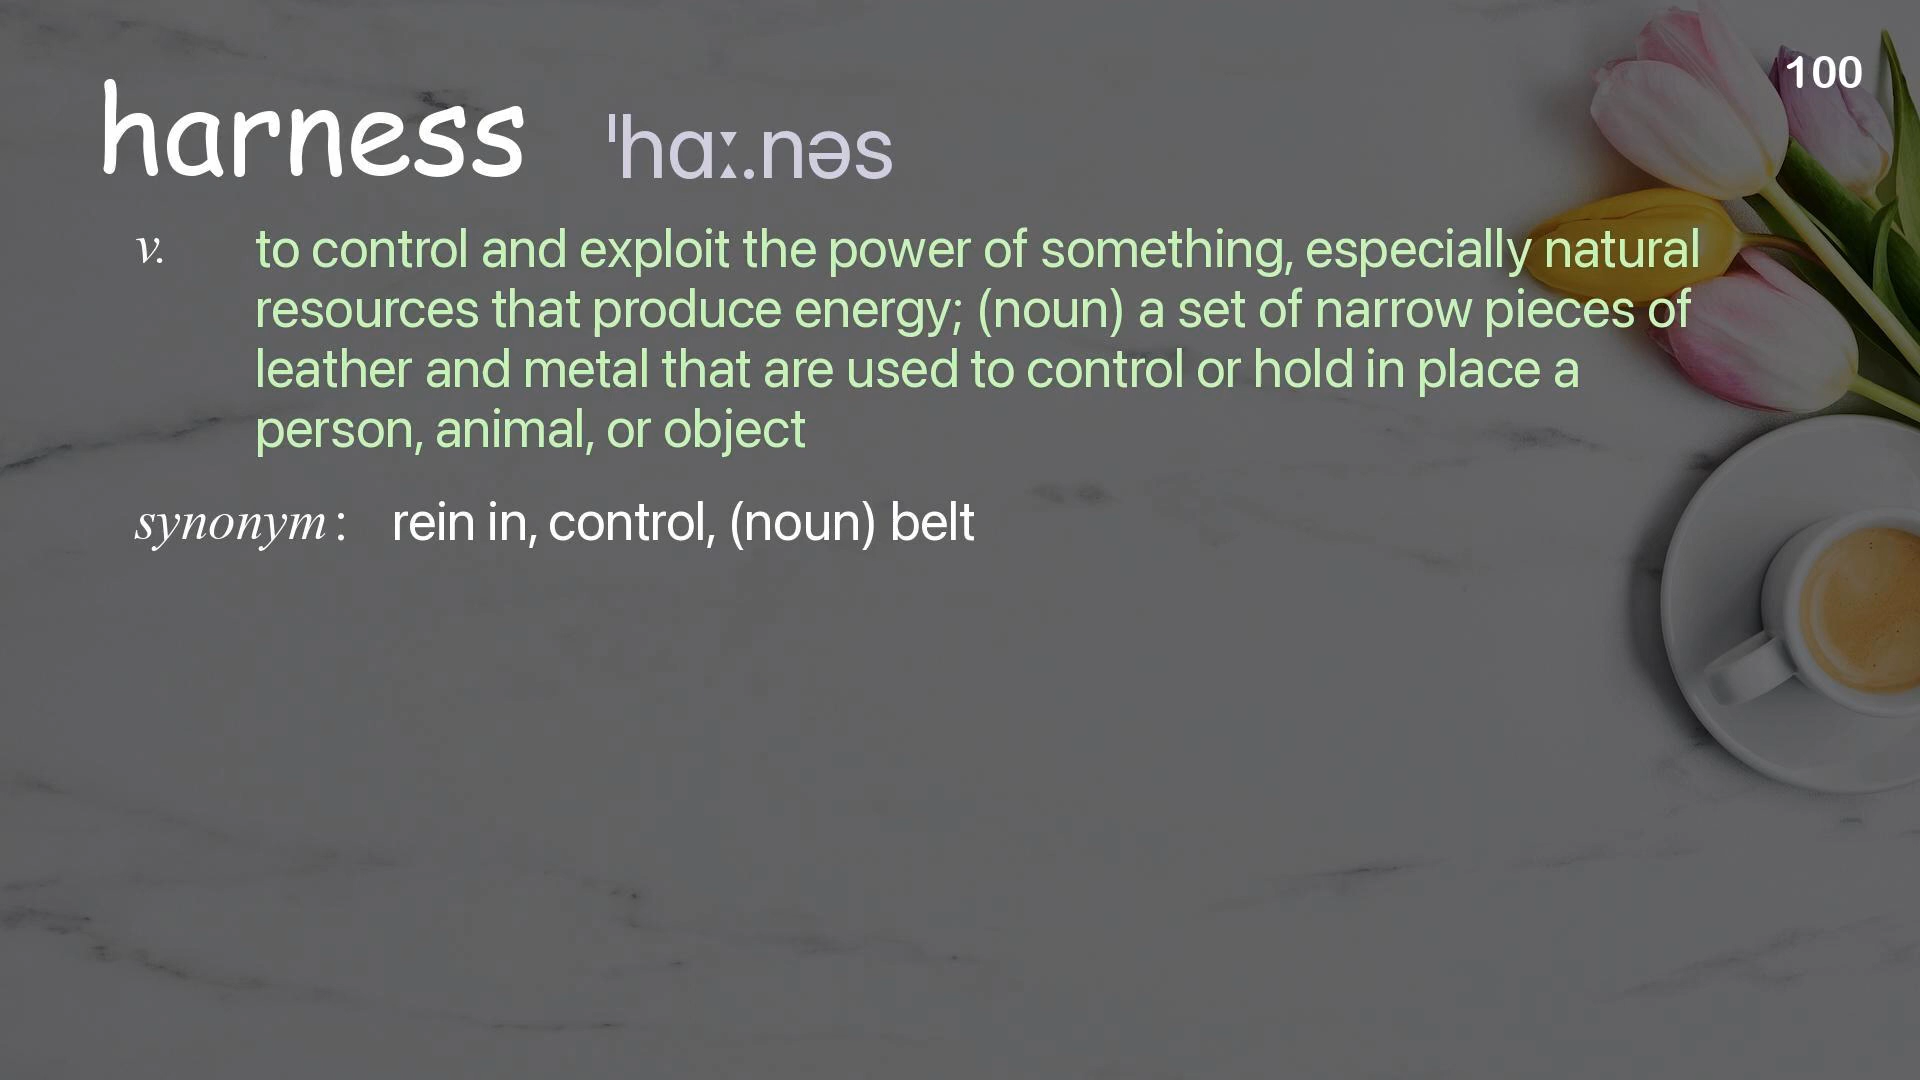 100
harness ˈhɑː.nəs
v. to control and exploit the power of something, especially natural
resources that produce energy; (noun) a set of narrow pieces of
leather and metal that are used to control or hold in place a
person, animal, or object
synonym : rein in, control, (noun) belt